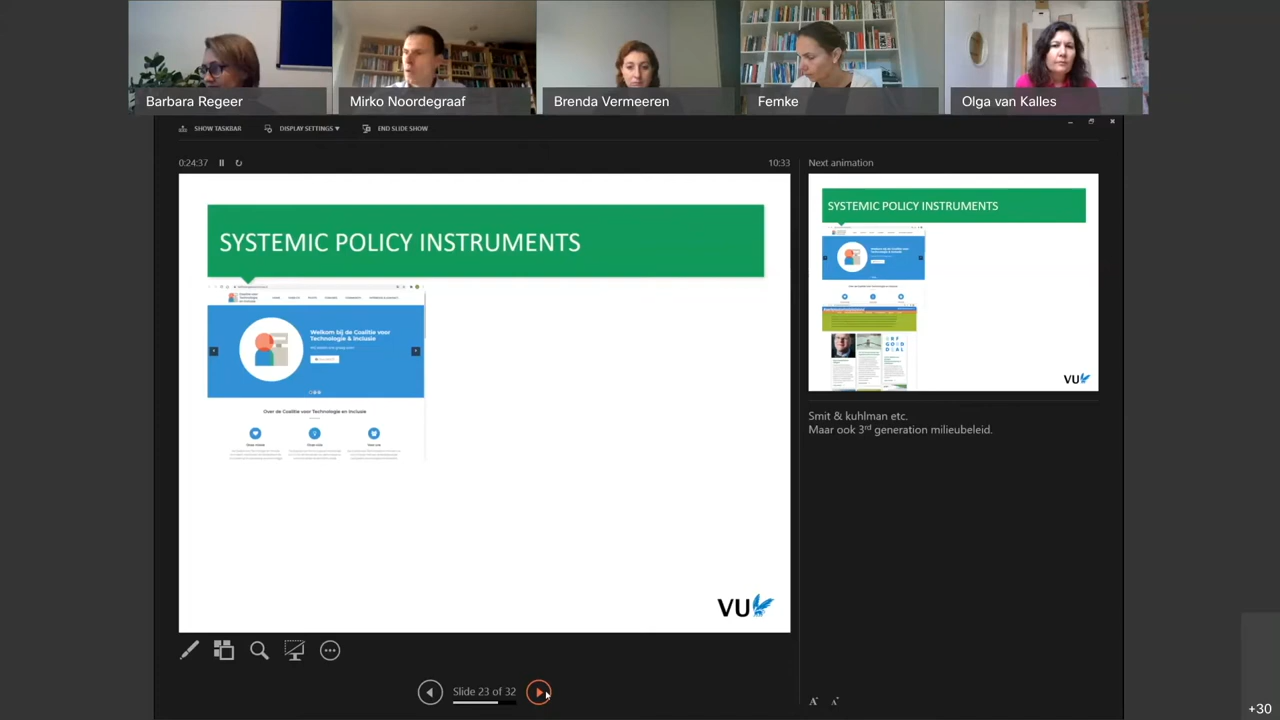 Barbara Regeer
Mirko Noordegraaf
Brenda Vermeeren
Femke
Olga van Kalles
SHOW TASKBAR
DISPLAY SETTINGS ▾
END SLIDE SHOW
0:24:37
10:33
Next animation
SYSTEMIC POLICY INSTRUMENTS
Welkom bij de Coalitie voor
Technologie & Inclusie
Over de Coalitie voor Technologie en Inclusie
VU
SYSTEMIC POLICY INSTRUMENTS
VU
Smit & kuhlman etc.
Maar ook 3rd generation milieubeleid.
Slide 23 of 32
+30